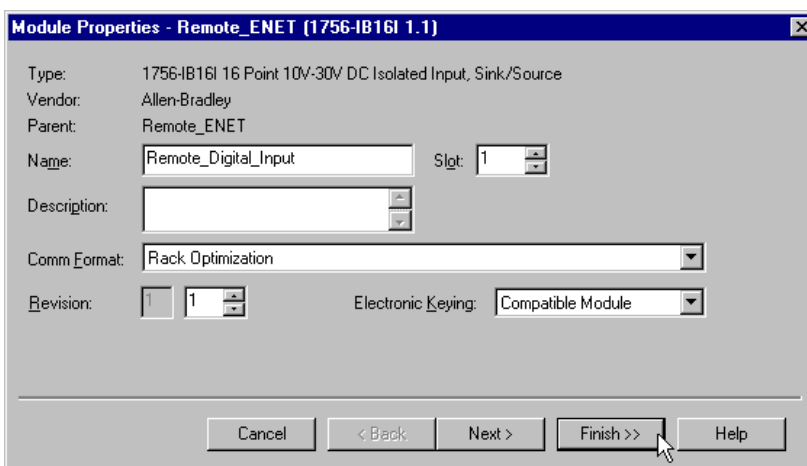 Module Properties - Remote_ENET (1756-IB16I 1.1)
Type: 1756-IB16I 16 Point 10V-30V DC Isolated Input, Sink/Source
Vendor: Allen-Bradley
Parent: Remote_ENET
Name: Remote_Digital_Input Slot: 1
Description:
Comm Format: Rack Optimization
Revision: 1 1 Electronic Keying: Compatible Module
Cancel < Back Next > Finish >> Help